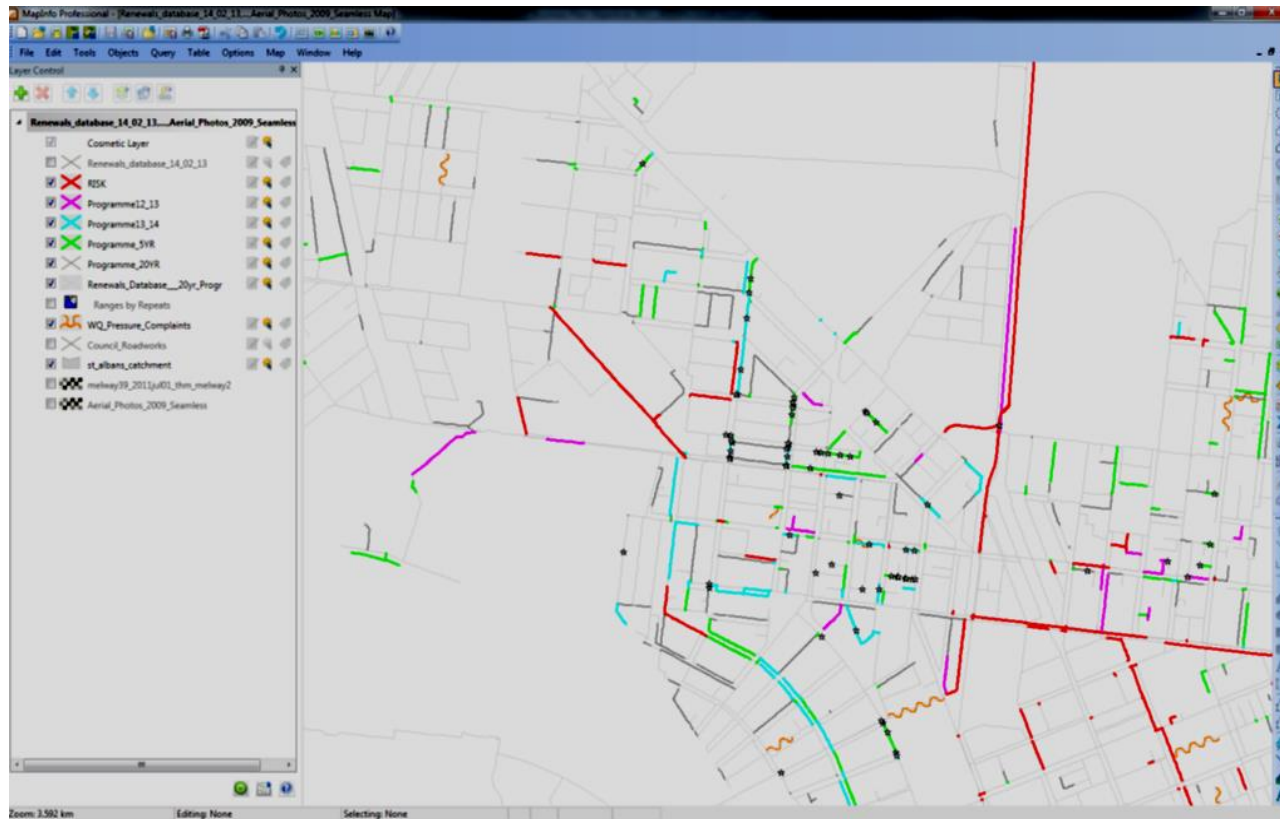 MapInfo Professional - [Renewals_database_14_02_13....Aerial_Photos_2009_Seamless Map]
File Edit Tools Objects Query Table Options Map Window Help
Layer Control
Renewals_database_14_02_13....Aerial_Photos_2009_Seamless
Cosmetic Layer
Renewals_database_14_02_13
RISK
Programme12_13
Programme13_14
Programme_5YR
Programme_20YR
Renewals_Database__20yr_Progr
Ranges by Repeats
WQ_Pressure_Complaints
Council_Roadworks
st_albans_catchment
melway39_2011jul01_thm_melway2
Aerial_Photos_2009_Seamless
Zoom: 3.592 km Editing: None Selecting: None